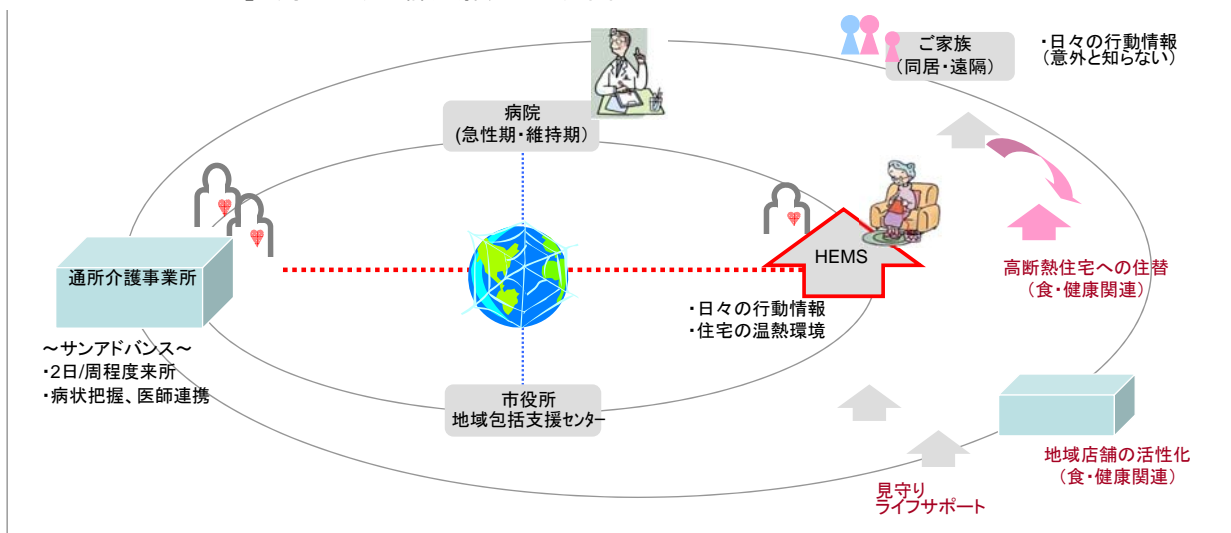 ご家族
(同居・遠隔)
・日々の行動情報
(意外と知らない)
病院
(急性期・維持期)
通所介護事業所
HEMS
高断熱住宅への住替
(食・健康関連)
・日々の行動情報
・住宅の温熱環境
～サンアドバンス～
・2日/周程度来所
・病状把握、医師連携
市役所
地域包括支援センター
地域店舗の活性化
(食・健康関連)
見守り
ライフサポート